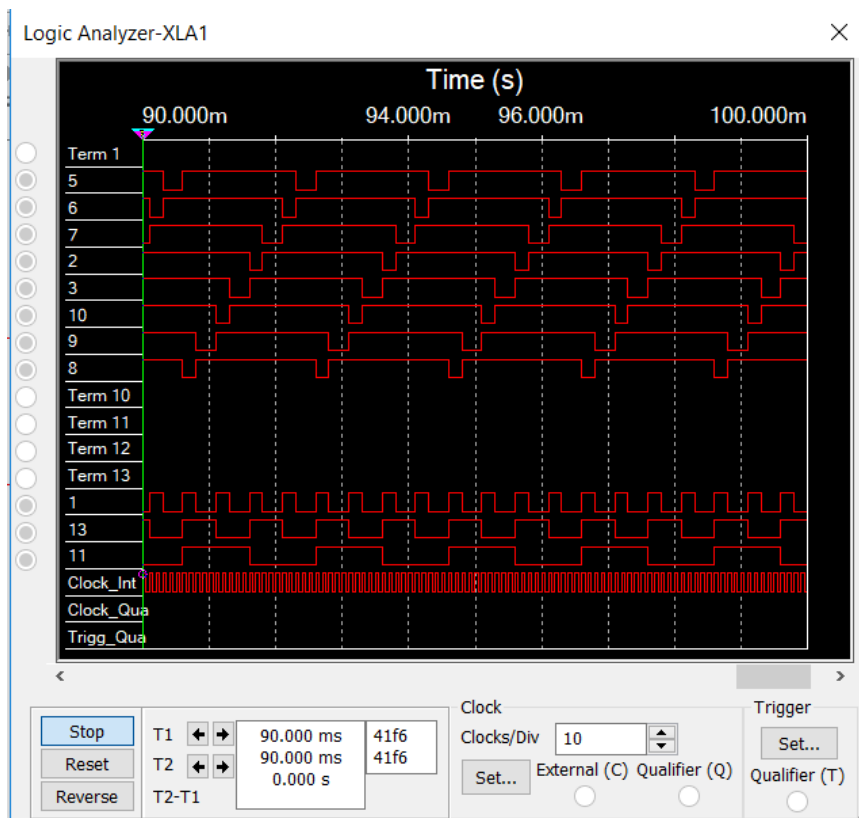 Logic Analyzer-XLA1
Time (s)
90.000m 94.000m 96.000m 100.000m
Term 1
5
6
7
2
3
10
9
8
Term 10
Term 11
Term 12
Term 13
1
13
11
Clock_Int
Clock_Qua
Trigg_Qua
Stop
Reset
Reverse
T1
T2
T2-T1
90.000 ms
90.000 ms
0.000 s
41f6
41f6
Clock
Clocks/Div 10
Set...
External (C) Qualifier (Q)
Trigger
Set...
Qualifier (T)